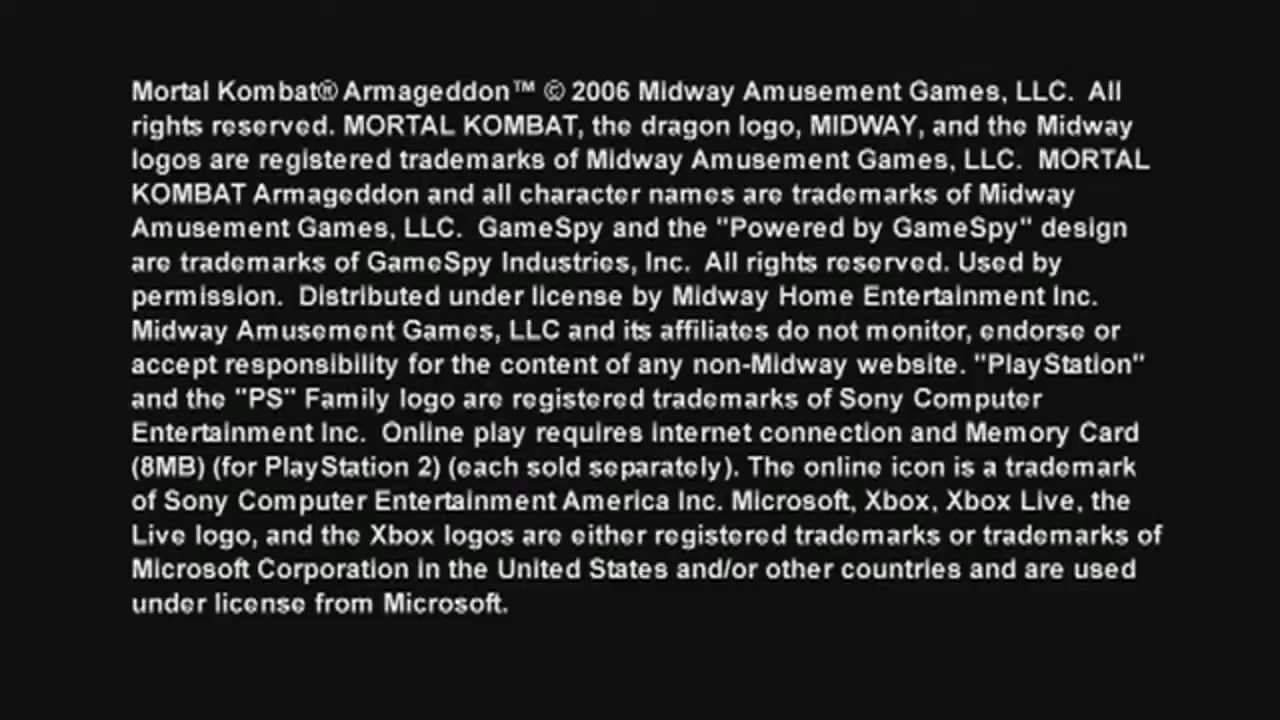 Mortal Kombat® Armageddon™ © 2006 Midway Amusement Games, LLC.  All
rights reserved. MORTAL KOMBAT, the dragon logo, MIDWAY, and the Midway
logos are registered trademarks of Midway Amusement Games, LLC.  MORTAL
KOMBAT Armageddon and all character names are trademarks of Midway
Amusement Games, LLC.  GameSpy and the "Powered by GameSpy" design
are trademarks of GameSpy Industries, Inc.  All rights reserved. Used by
permission.  Distributed under license by Midway Home Entertainment Inc.
Midway Amusement Games, LLC and its affiliates do not monitor, endorse or
accept responsibility for the content of any non-Midway website. "PlayStation"
and the "PS" Family logo are registered trademarks of Sony Computer
Entertainment Inc.  Online play requires internet connection and Memory Card
(8MB) (for PlayStation 2) (each sold separately). The online icon is a trademark
of Sony Computer Entertainment America Inc. Microsoft, Xbox, Xbox Live, the
Live logo, and the Xbox logos are either registered trademarks or trademarks of
Microsoft Corporation in the United States and/or other countries and are used
under license from Microsoft.